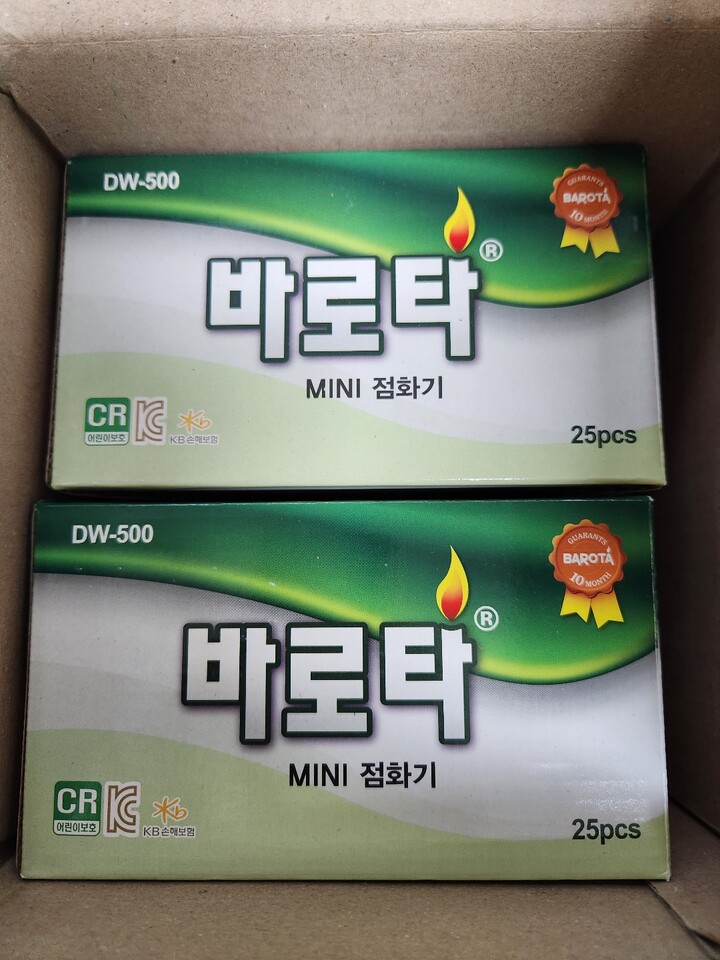 DW-500
GUARANTS
BAROTA
10 MONTH
바로타®
MINI 점화기
CR
어린이보호
KC
KB손해보험
25pcs
DW-500
GUARANTS
BAROTA
10 MONTH
바로타®
MINI 점화기
CR
어린이보호
KC
KB손해보험
25pcs